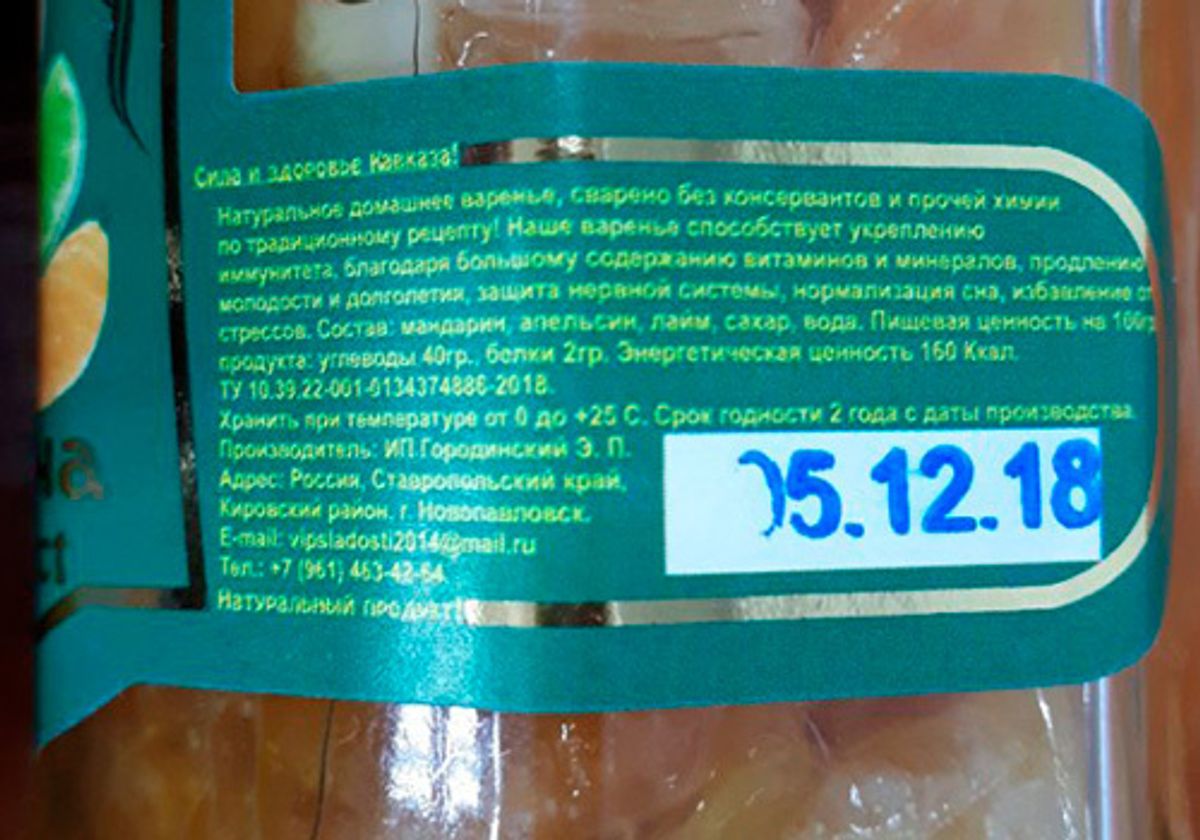 Сила и здоровье Кавказа!
Натуральное домашнее варенье, сварено без консервантов и прочей химии
по традиционному рецепту! Наше варенье способствует укреплению
иммунитета, благодаря большому содержанию витаминов и минералов, продлению
молодости и долголетия, защита нервной системы, нормализация сна, избавление от
стрессов. Состав: мандарин, апельсин, лайм, сахар, вода. Пищевая ценность на 100гр
продукта: углеводы 40гр., белки 2гр. Энергетическая ценность 160 Ккал.
ТУ 10.39.22-001-0134374886-2018.
Хранить при температуре от 0 до +25 С. Срок годности 2 года с даты производства.
Производитель: ИП Городинский Э. П.
Адрес: Россия, Ставропольский край,
Кировский район, г. Новопавловск.
E-mail: vipsladosti2014@mail.ru
Тел.: +7 (961) 463-42-64
Натуральный продукт!
05.12.18